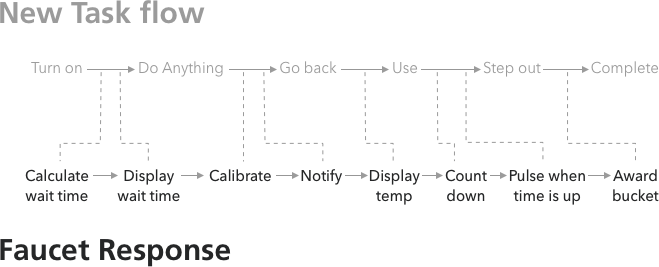 New Task flow
Turn on Do Anything Go back Use Step out Complete
Calculate Display Calibrate Notify Display Count Pulse when Award
wait time wait time temp down time is up bucket
Faucet Response